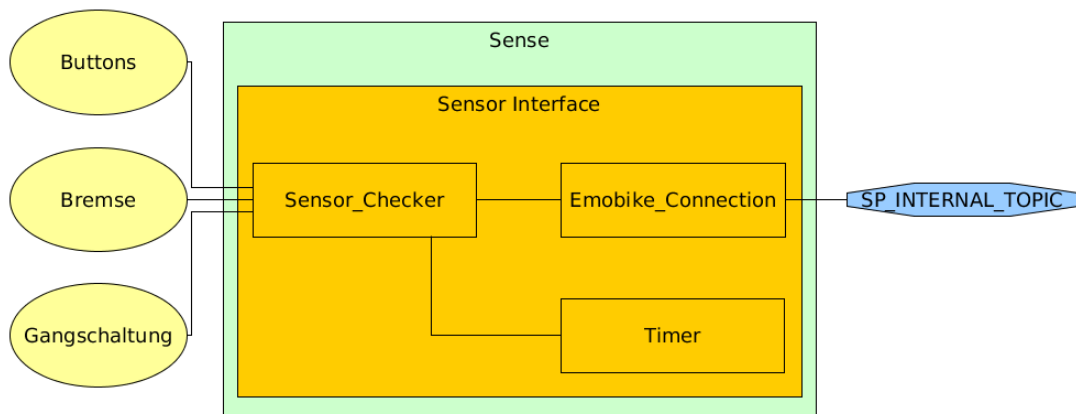 Sense
Buttons
Sensor Interface
Bremse
Sensor_Checker
Emobike_Connection
SP_INTERNAL_TOPIC
Gangschaltung
Timer